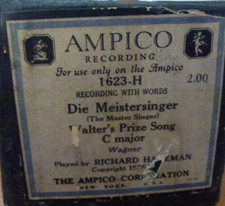 AMPICO
RECORDING
For use only on the Ampico
1623-H
2.00
RECORDING WITH WORDS
Die Meistersinger
(The Master Singer)
Walter's Prize Song
C major
Wagner
Played by RICHARD
Copyright
THE AMPICO CORPORATION
NEW YORK, U.S.A.